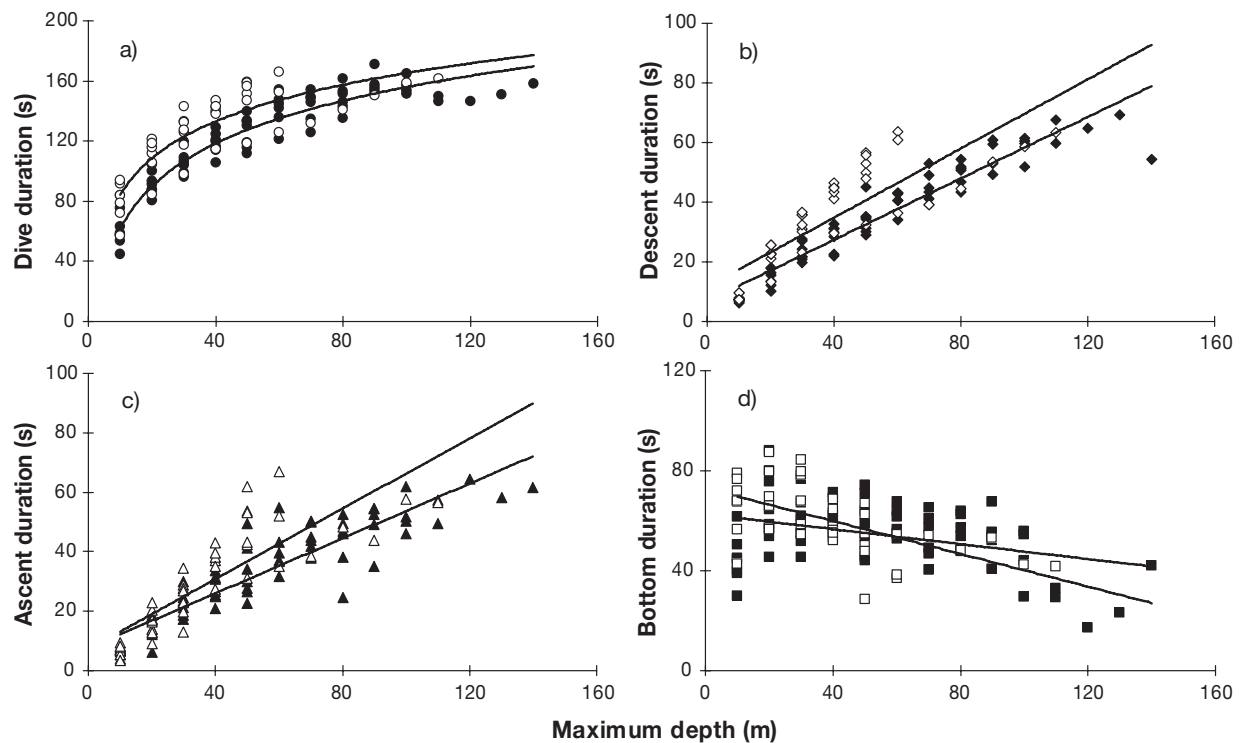 a)
Dive duration (s)
200
160
120
80
40
0
0 40 80 120 160
b)
Descent duration (s)
100
80
60
40
20
0
0 40 80 120 160
c)
Ascent duration (s)
100
80
60
40
20
0
0 40 80 120 160
d)
Bottom duration (s)
120
80
40
0
0 40 80 120 160
Maximum depth (m)